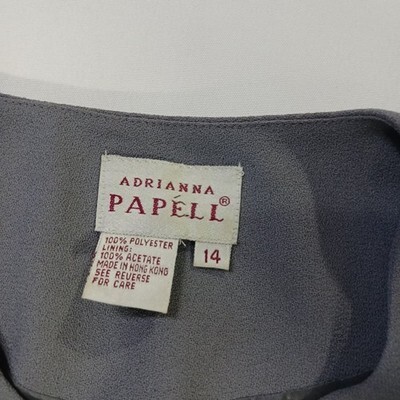 ADRIANNA
PAPÉLL®
100% POLYESTER
LINING:
100% ACETATE
MADE IN HONG KONG
SEE REVERSE
FOR CARE
14